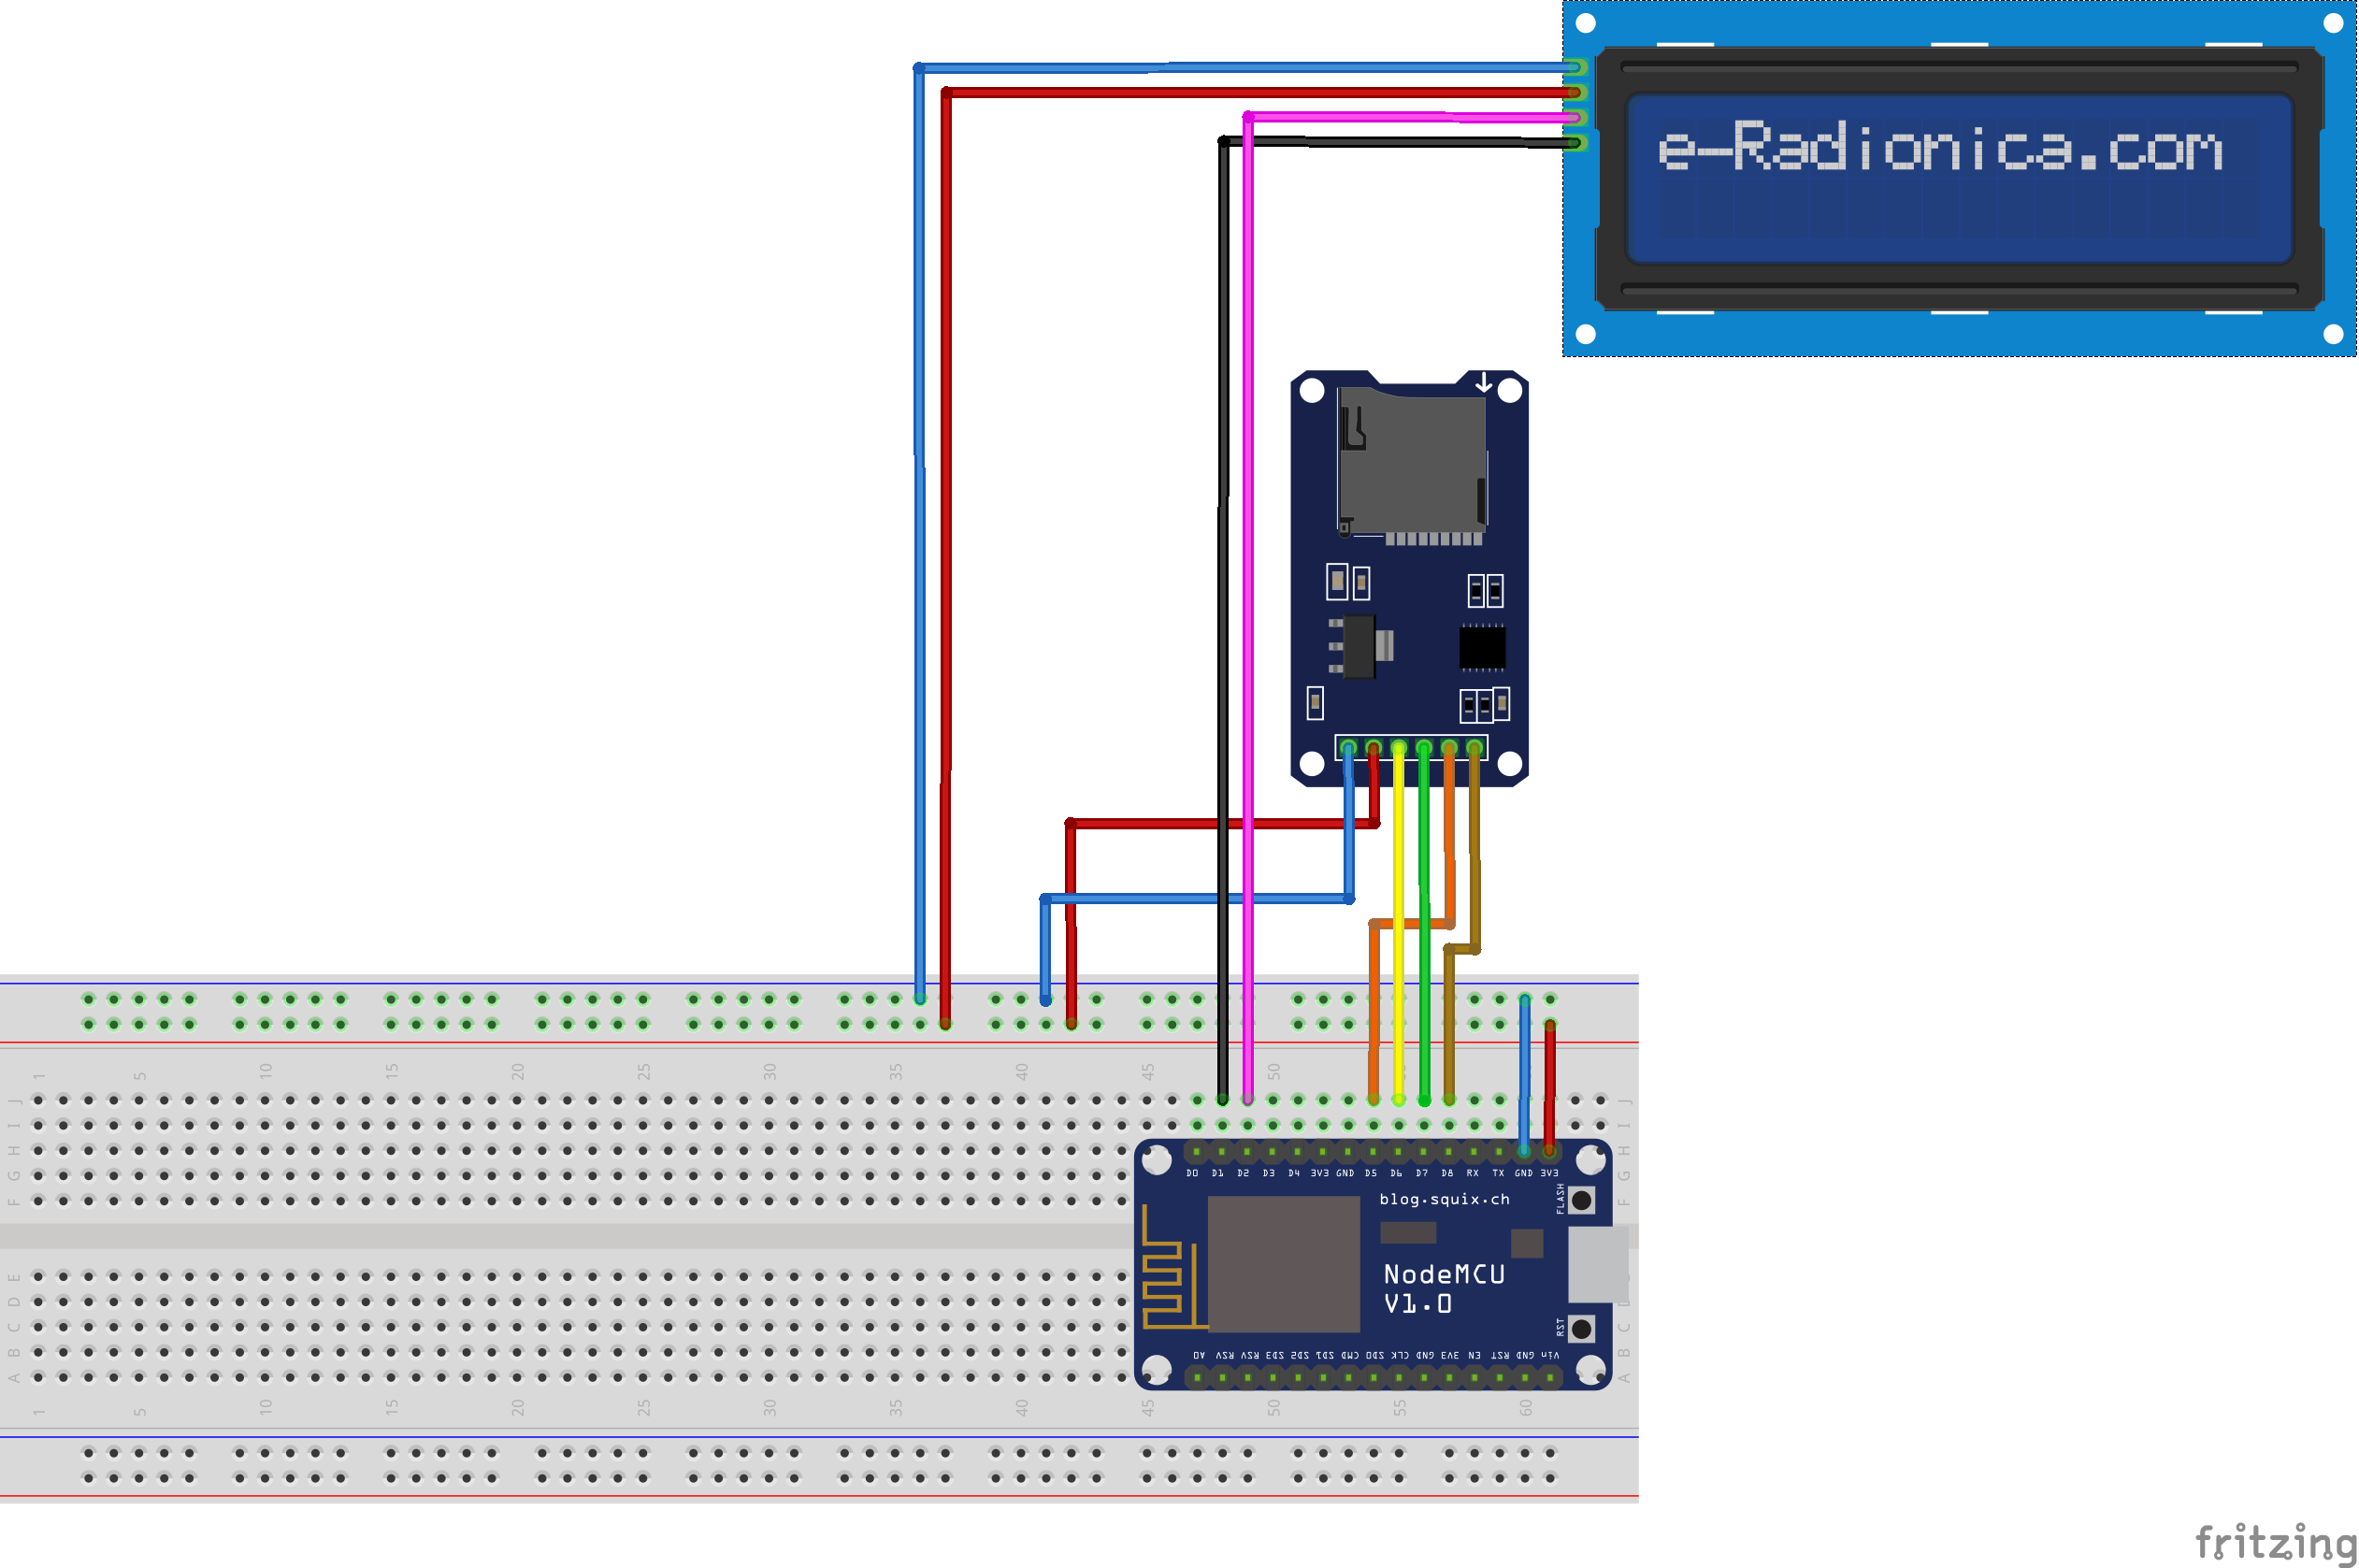 e-Radionica.com
1 5 10 15 20 25 30 35 40 45 50
J J
I I
H H
D0 D1 D2 D3 D4 3V3 GND D5 D6 D7 D8 RX TX GND 3V3
G G
blog.squix.ch
FLASH
F F
NodeMCU
E
V1.0
D D
RST
C C
A0 RSV RSV SD3 SD2 SD1 CMD SD0 CLK GND 3V3 EN RST GND Vin
B B
A A
1 5 10 15 20 25 30 35 40 45 50 55 60
fritzing